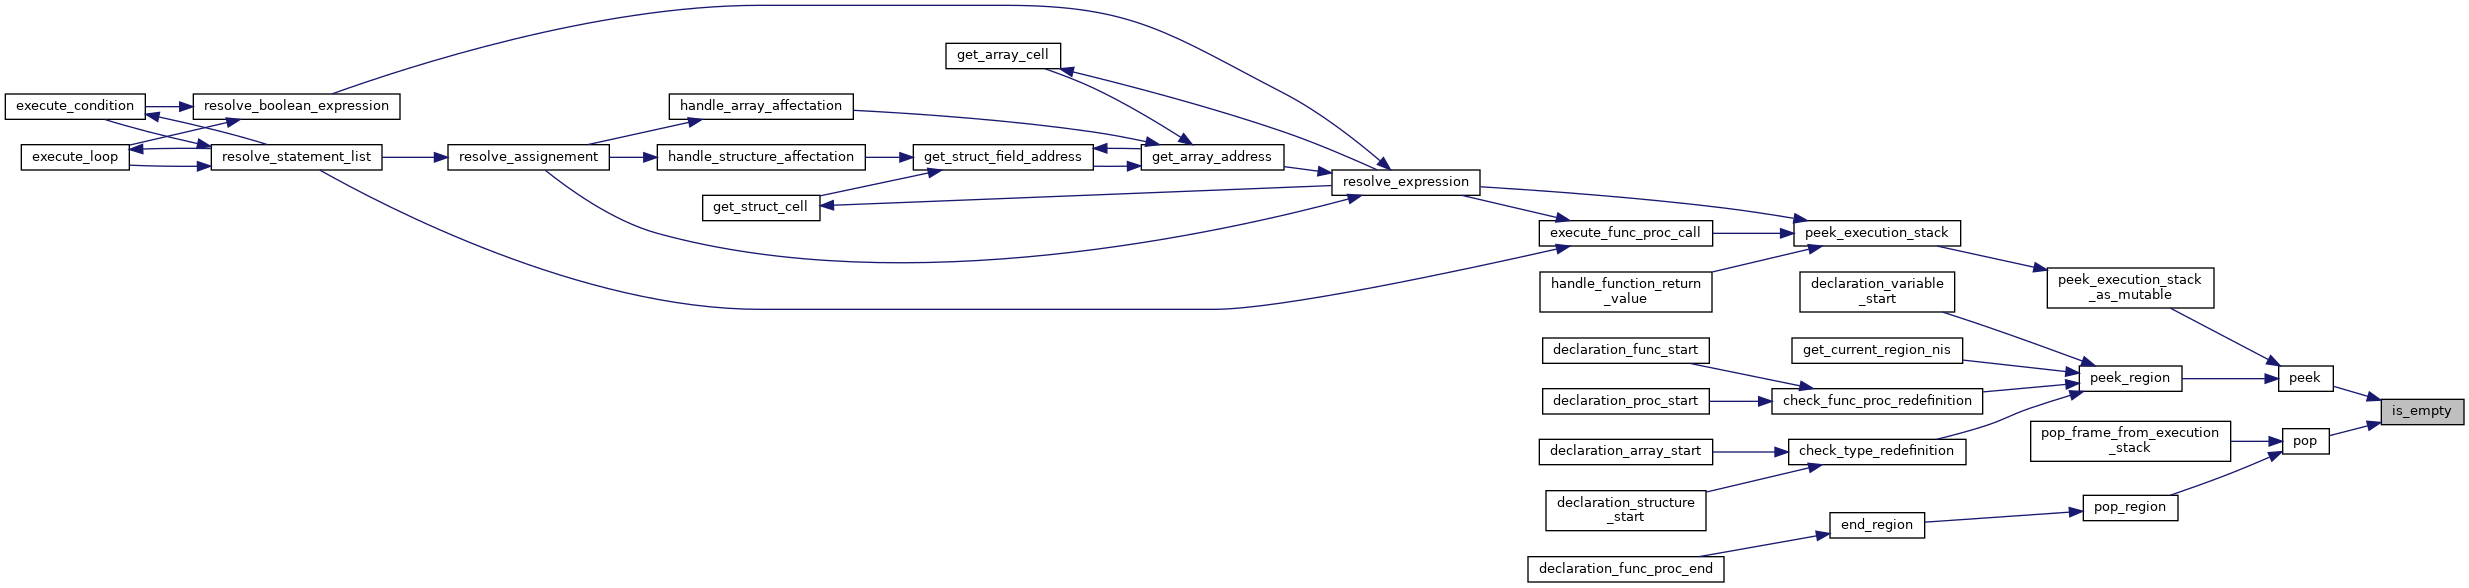 get_array_cell
execute_condition
resolve_boolean_expression
handle_array_affectation
execute_loop
resolve_statement_list
resolve_assignement
handle_structure_affectation
get_struct_field_address
get_array_address
resolve_expression
get_struct_cell
execute_func_proc_call
peek_execution_stack
handle_function_return
_value
declaration_variable
_start
peek_execution_stack
_as_mutable
declaration_func_start
get_current_region_nis
peek_region
peek
declaration_proc_start
check_func_proc_redefinition
is_empty
declaration_array_start
check_type_redefinition
pop_frame_from_execution
_stack
pop
declaration_structure
_start
pop_region
end_region
declaration_func_proc_end